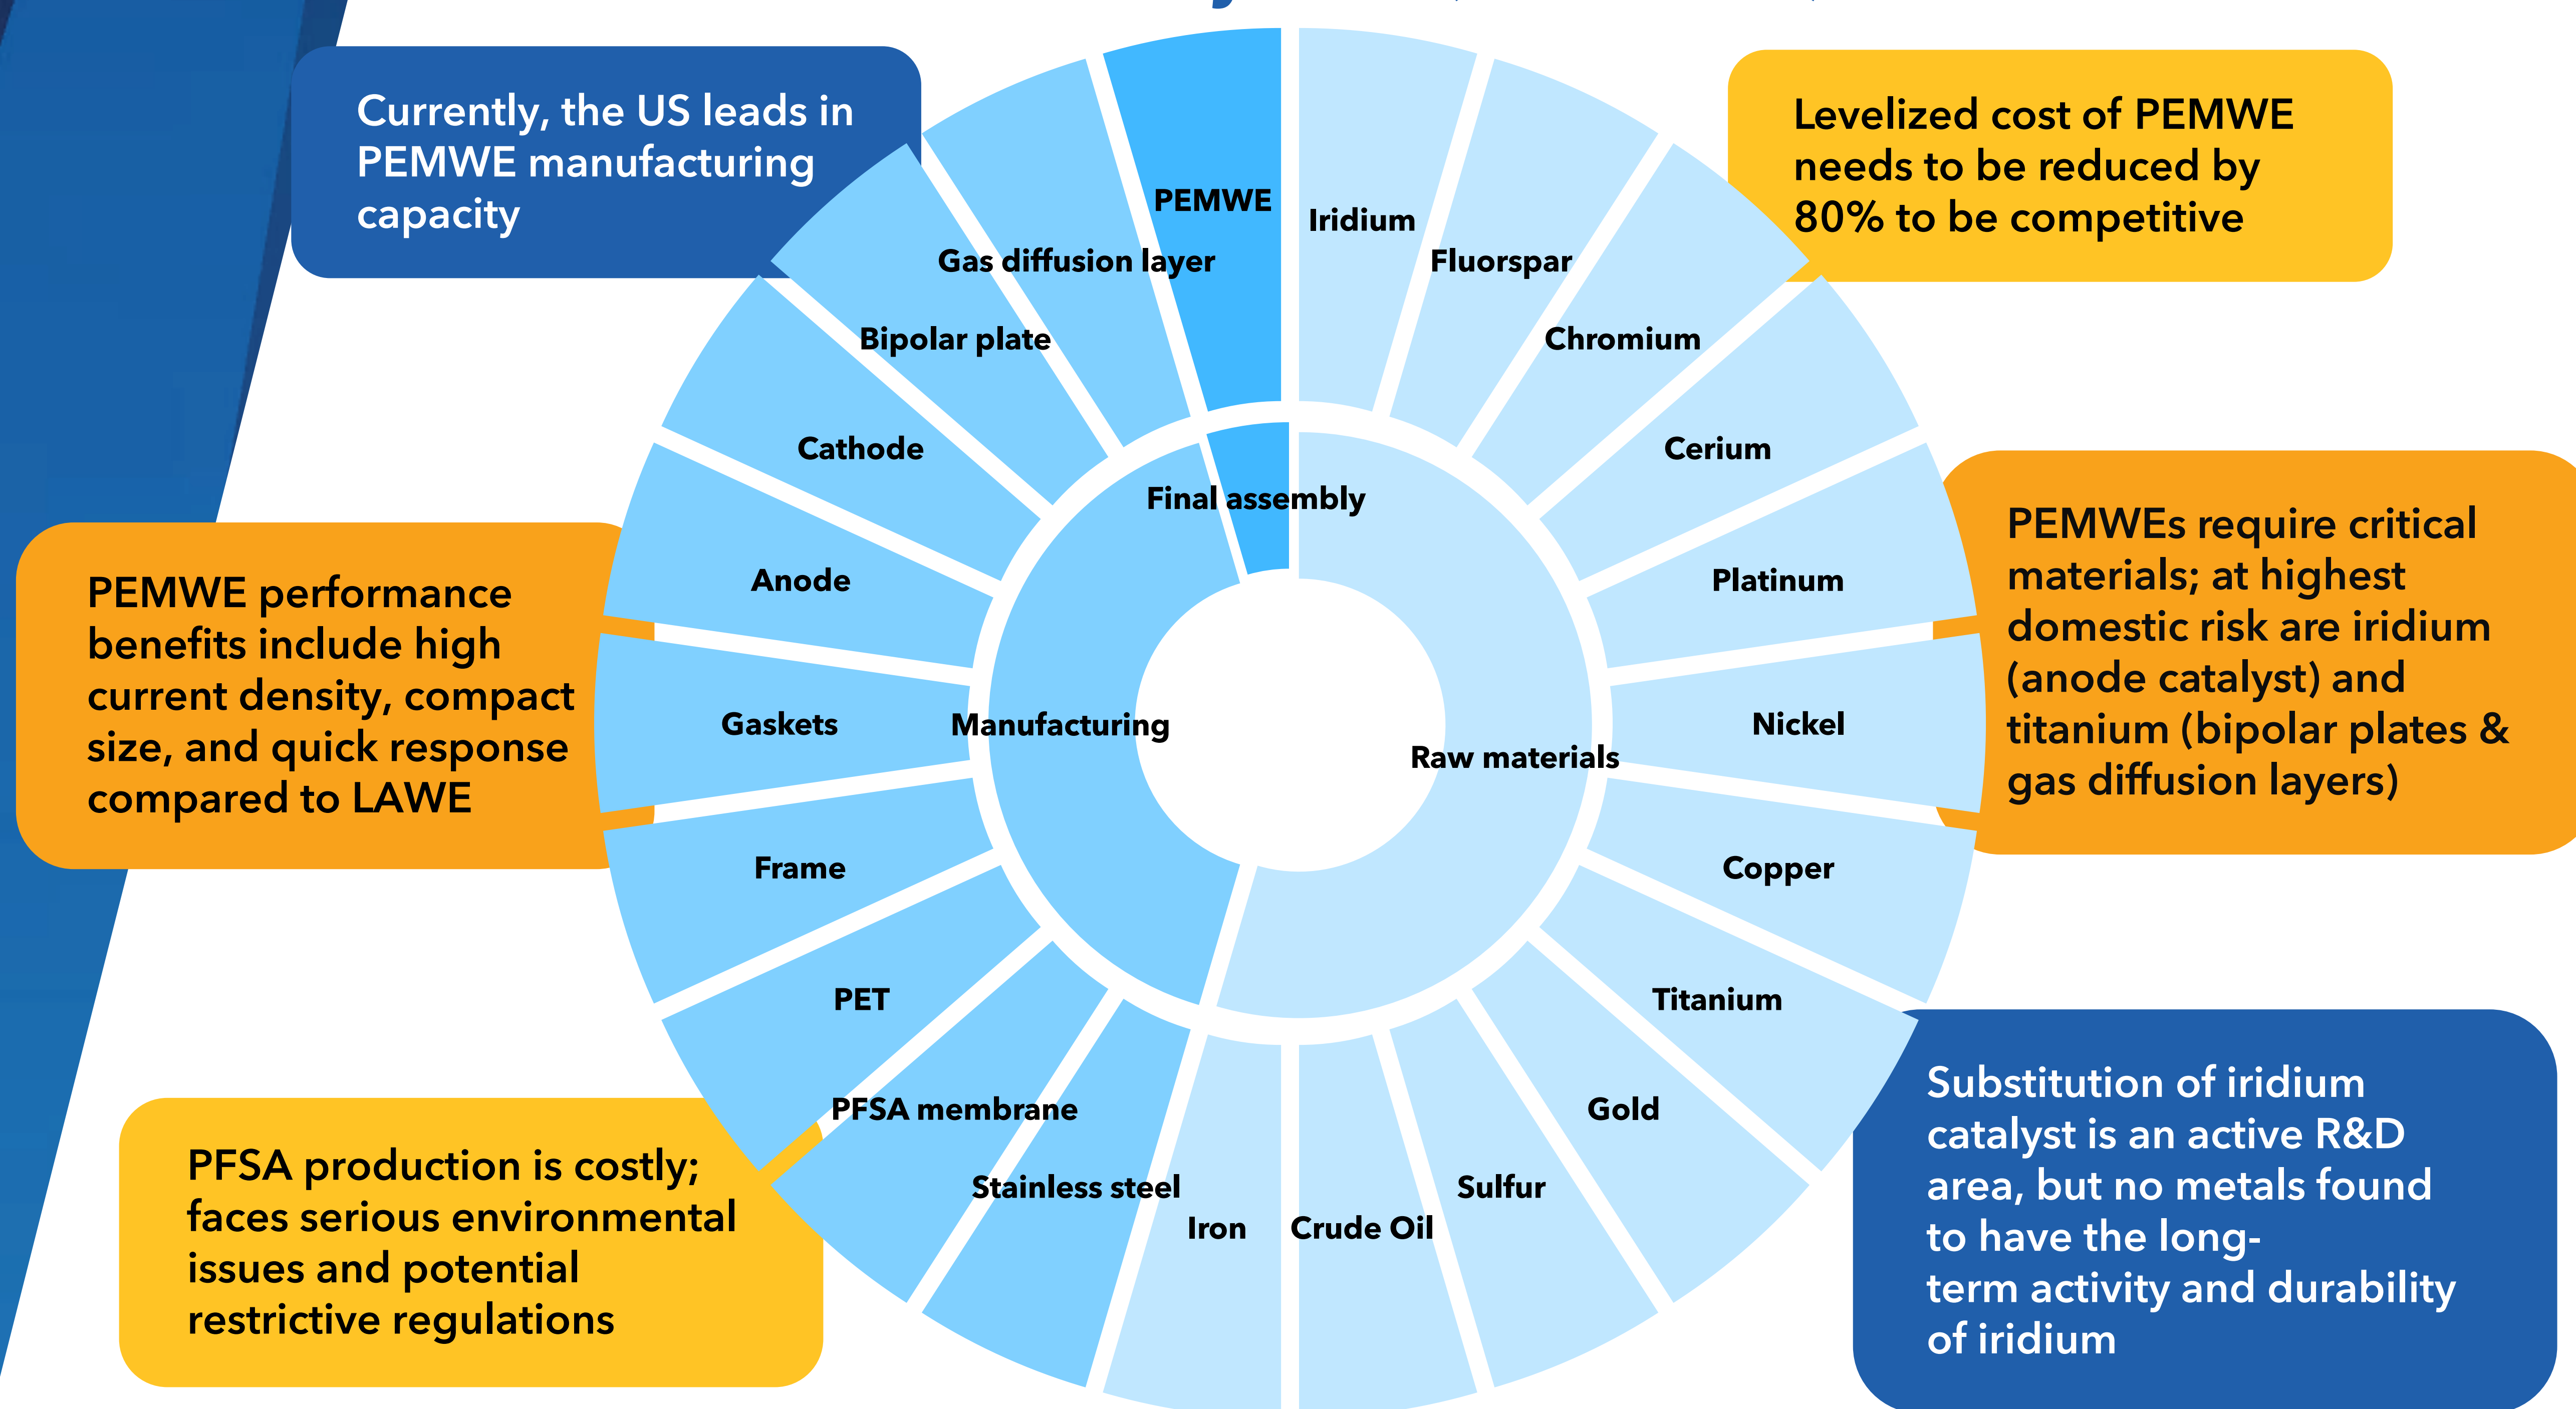 Currently, the US leads in
PEMWE manufacturing
capacity
Levelized cost of PEMWE
needs to be reduced by
80% to be competitive
PEMWE performance
benefits include high
current density, compact
size, and quick response
compared to LAWE
PEMWEs require critical
materials; at highest
domestic risk are iridium
(anode catalyst) and
titanium (bipolar plates &
gas diffusion layers)
PFSA production is costly;
faces serious environmental
issues and potential
restrictive regulations
Substitution of iridium
catalyst is an active R&D
area, but no metals found
to have the long-
term activity and durability
of iridium
PEMWE
Iridium
Fluorspar
Chromium
Cerium
Platinum
Nickel
Copper
Titanium
Gold
Sulfur
Crude Oil
Iron
Stainless steel
PFSA membrane
PET
Frame
Gaskets
Anode
Cathode
Bipolar plate
Gas diffusion layer
Final assembly
Manufacturing
Raw materials